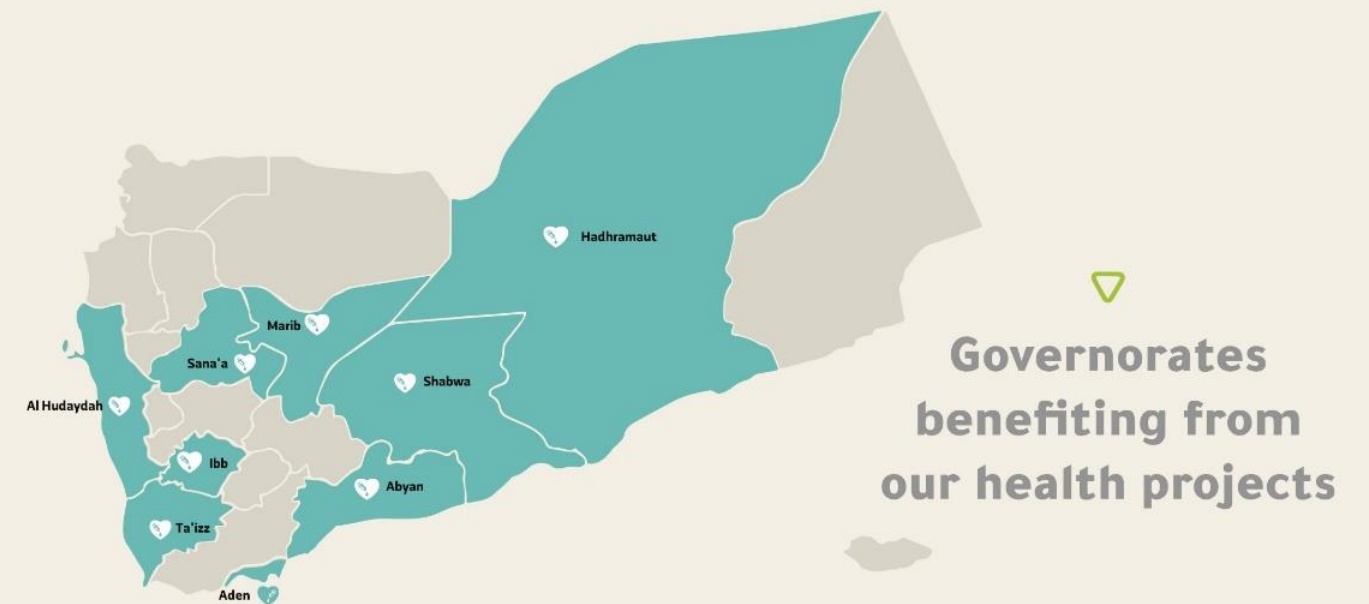 Hadhramaut
Marib
Sana'a
Shabwa
Al Hudaydah
Ibb
Abyan
Ta'izz
Aden
Governorates
benefiting from
our health projects